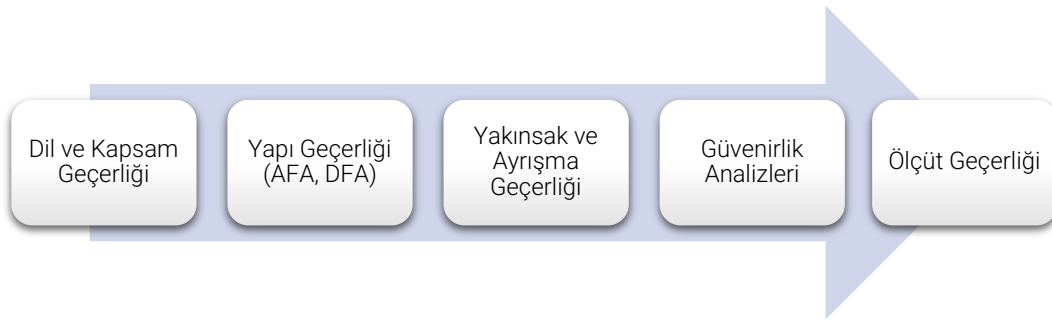 Dil ve Kapsam
Geçerliği
Yapı Geçerliği
(AFA, DFA)
Yakınsak ve
Ayrışma
Geçerliği
Güvenirlik
Analizleri
Ölçüt Geçerliği